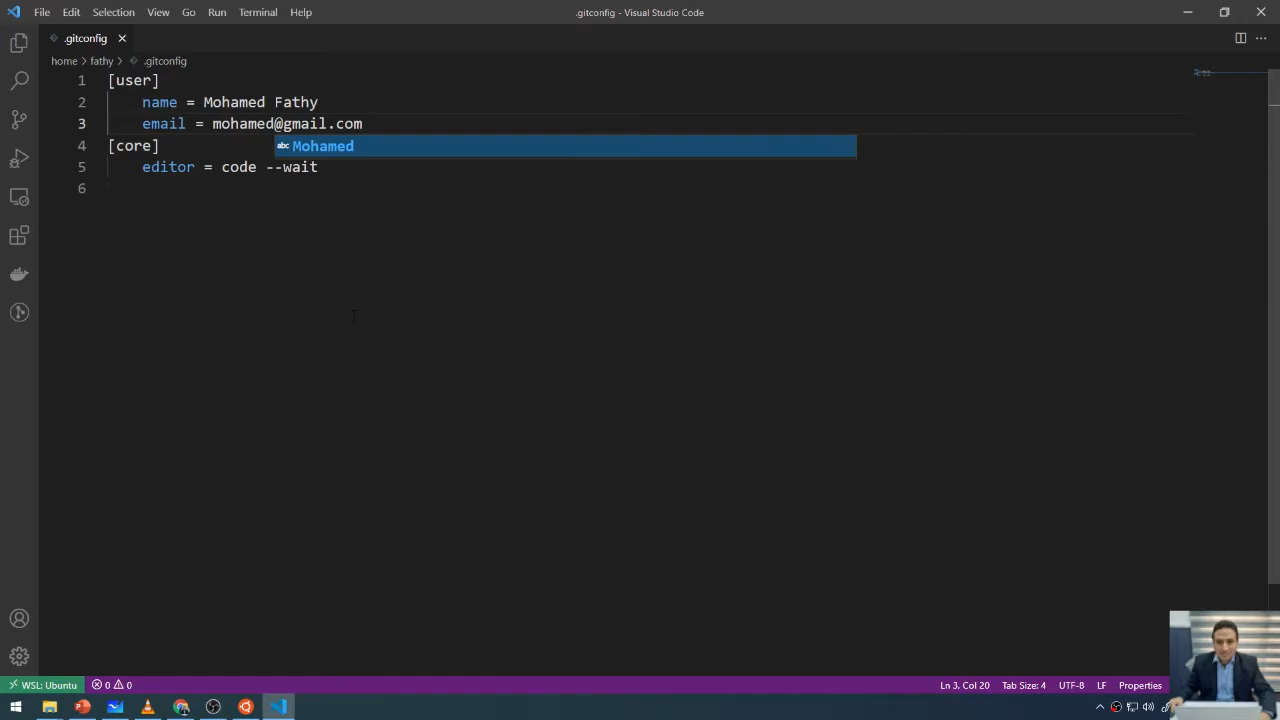 File Edit Selection View Go Run Terminal Help .gitconfig - Visual Studio Code
.gitconfig
home > fathy > .gitconfig
1 [user]
2 name = Mohamed Fathy
3 email = mohamed@gmail.com
4 [core]
abc Mohamed
5 editor = code --wait
6
WSL: Ubuntu 0 0 Ln 3, Col 20 Tab Size: 4 UTF-8 LF Properties